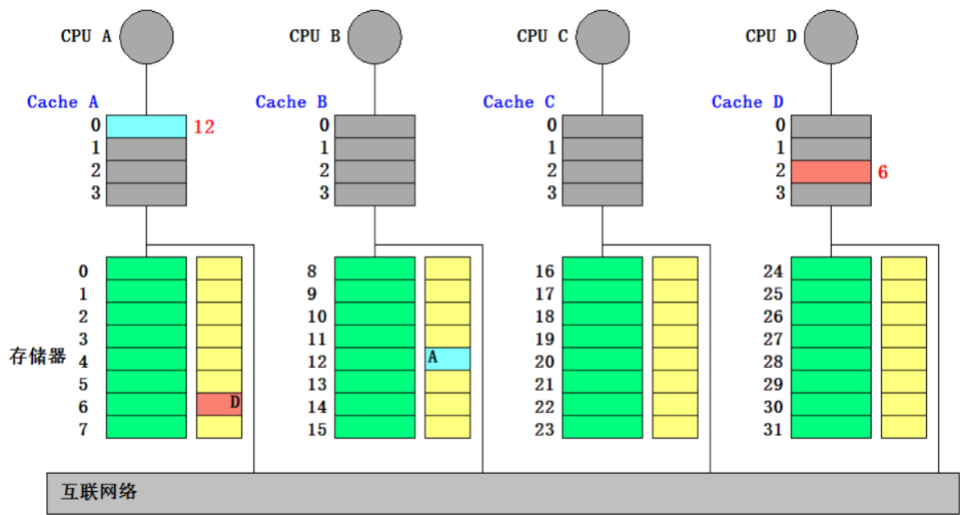 CPU A CPU B CPU C CPU D
Cache A Cache B Cache C Cache D
0 12 0 0 0
1 1 1 1
2 2 2 2 6
3 3 3 3
0 8 16 24
1 9 17 25
2 10 18 26
3 11 19 27
存储器 4 12 A 20 28
5 13 21 29
6 D 14 22 30
7 15 23 31
互联网络